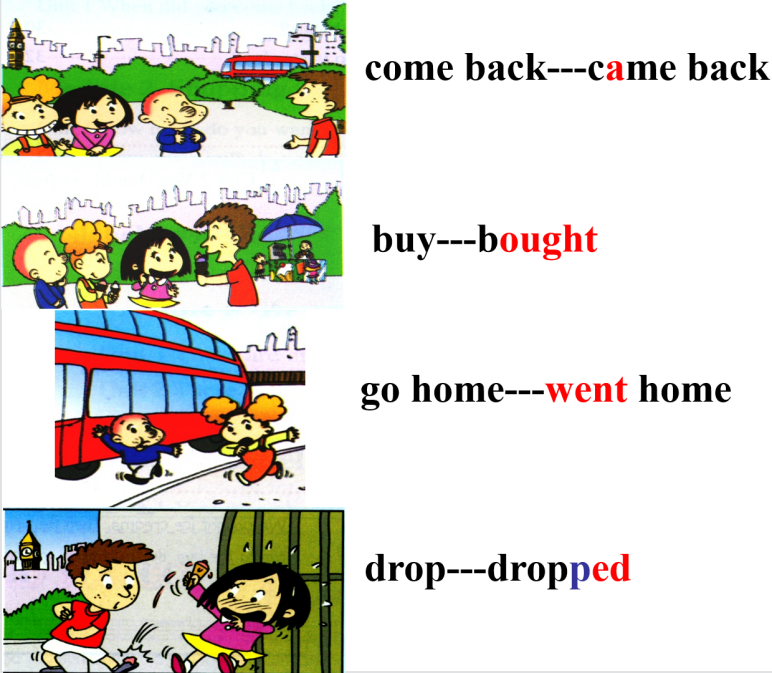 come back---came back
buy---bought
go home---went home
drop---dropped